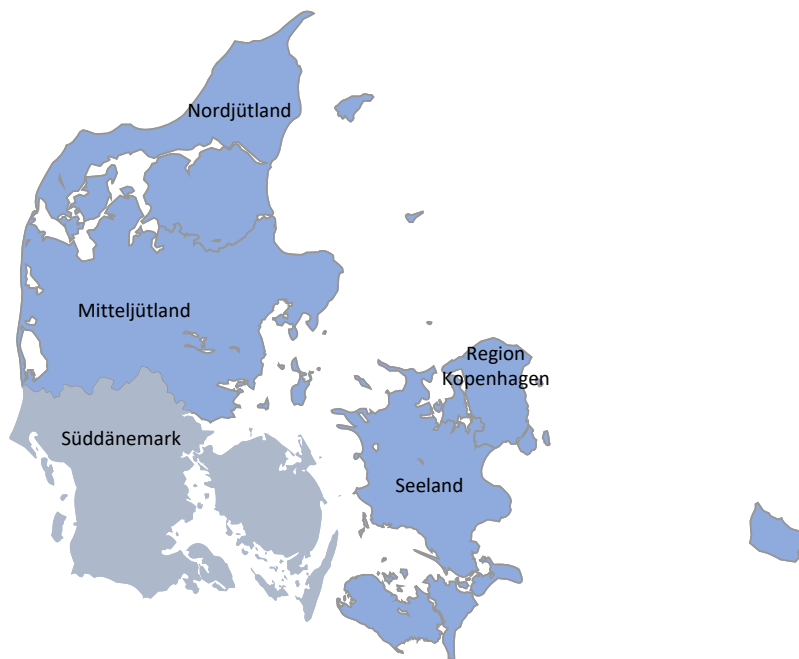 Nordjütland
Mitteljütland
Region
Kopenhagen
Süddänemark
Seeland